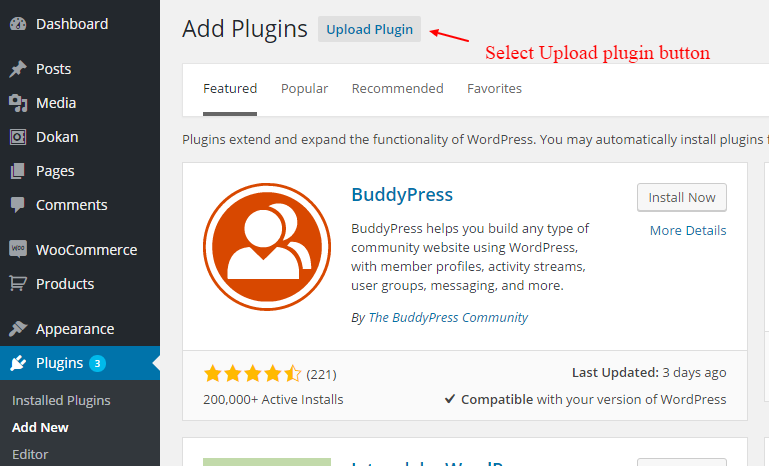 Dashboard
Posts
Media
Dokan
Pages
Comments
WooCommerce
Products
Appearance
Plugins 3
Installed Plugins
Add New
Editor
Add Plugins Upload Plugin
Select Upload plugin button
Featured Popular Recommended Favorites
Plugins extend and expand the functionality of WordPress. You may automatically install plugins
BuddyPress
Install Now
More Details
BuddyPress helps you build any type of
community website using WordPress,
with member profiles, activity streams,
user groups, messaging, and more.
By The BuddyPress Community
(221)
200,000+ Active Installs
Last Updated: 3 days ago
Compatible with your version of WordPress